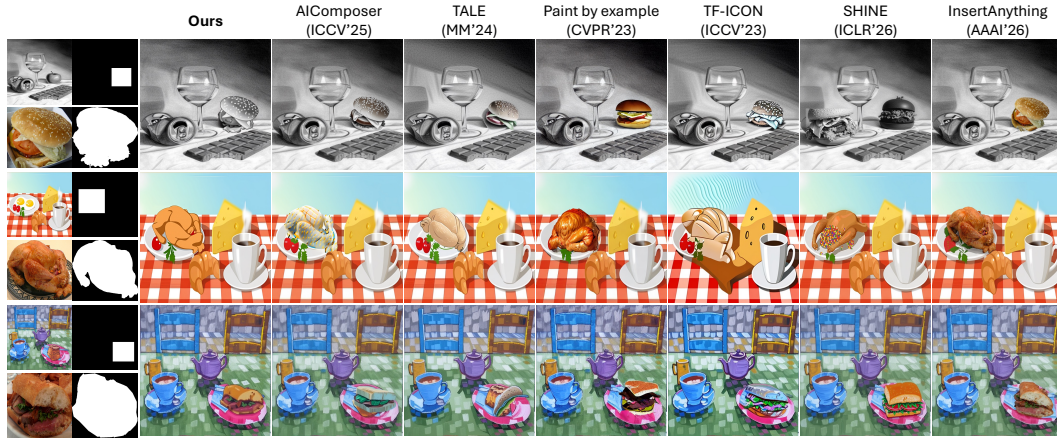 Ours
AIComposer
(ICCV'25)
TALE
(MM'24)
Paint by example
(CVPR'23)
TF-ICON
(ICCV'23)
SHINE
(ICLR'26)
InsertAnything
(AAAI'26)